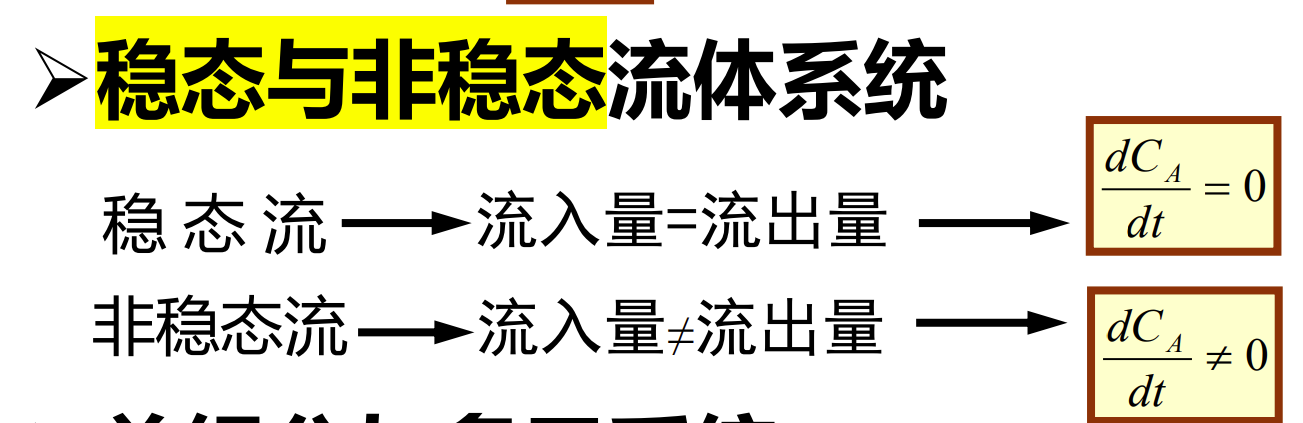 ➢稳态与非稳态流体系统
稳 态 流 → 流入量=流出量 → dC_A/dt = 0
非稳态流 → 流入量≠流出量 → dC_A/dt ≠ 0